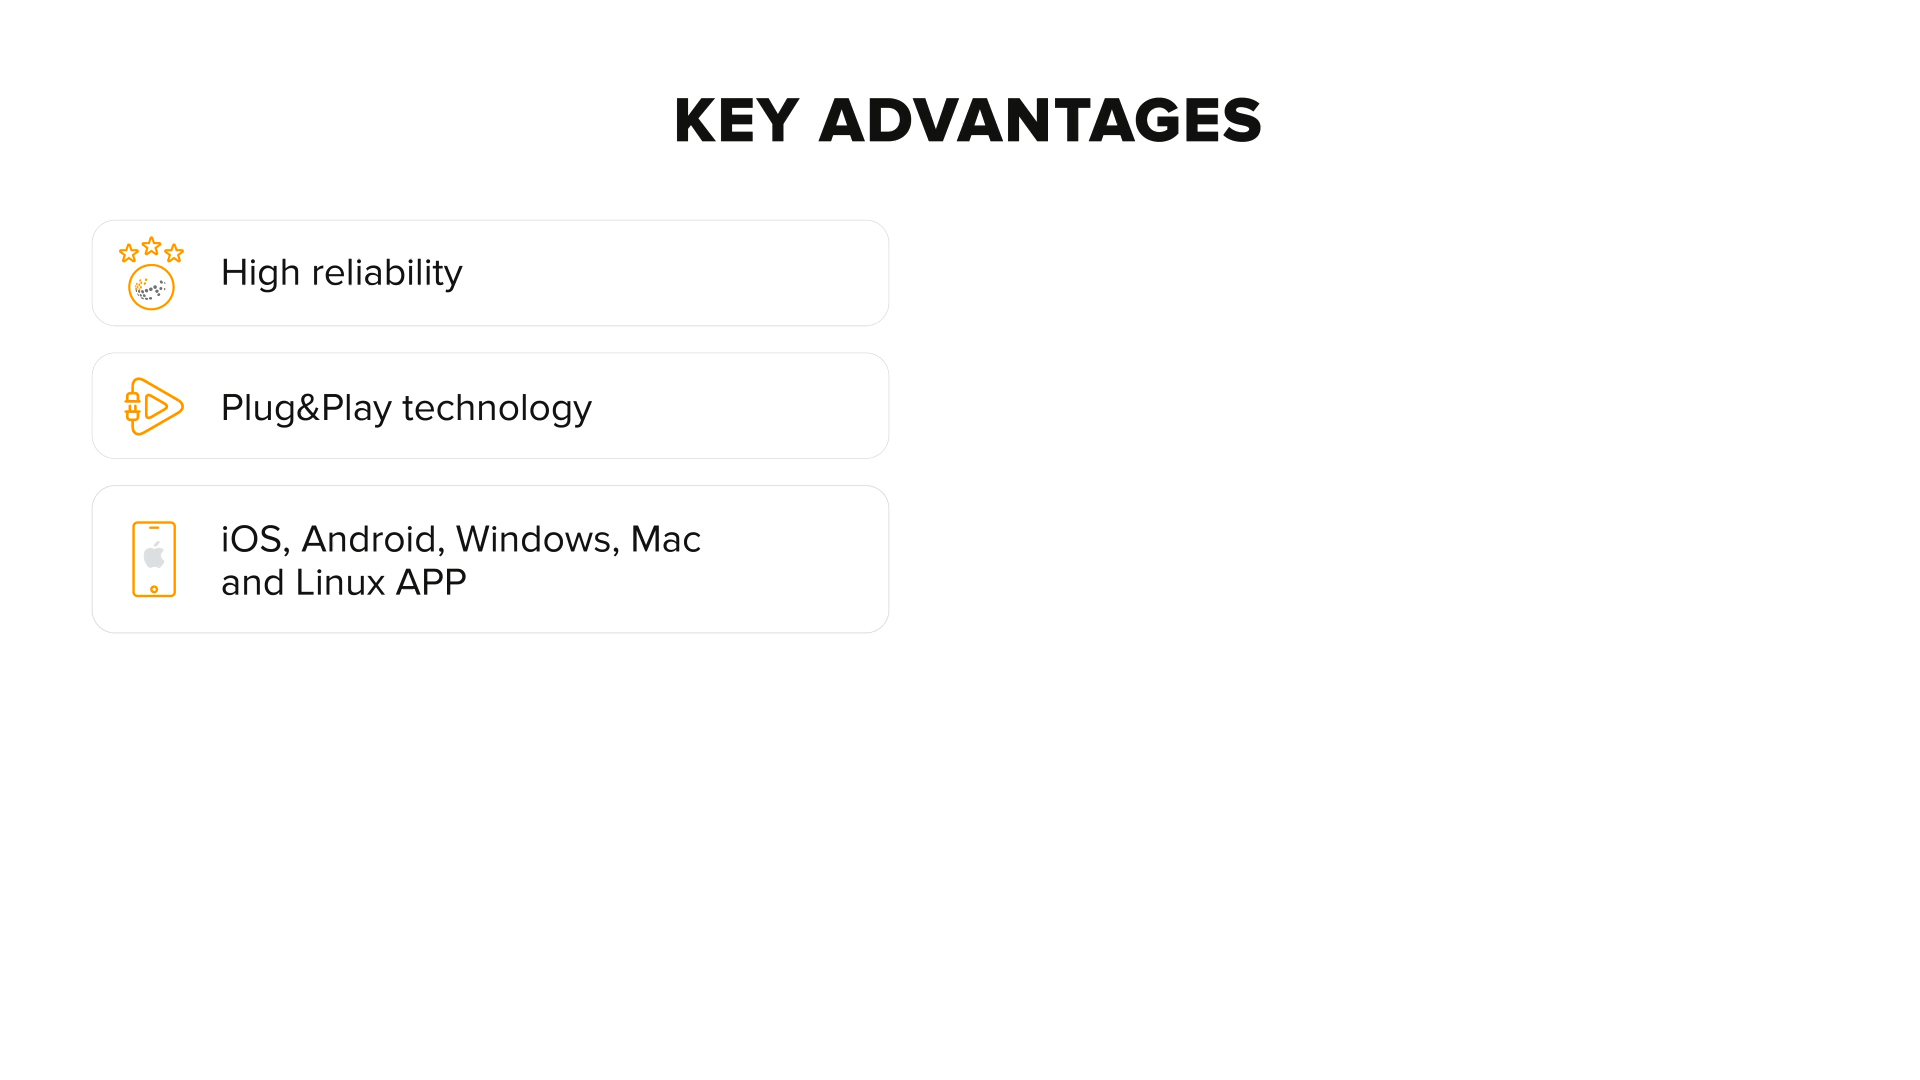 KEY ADVANTAGES
High reliability
Plug&Play technology
iOS, Android, Windows, Mac
and Linux APP